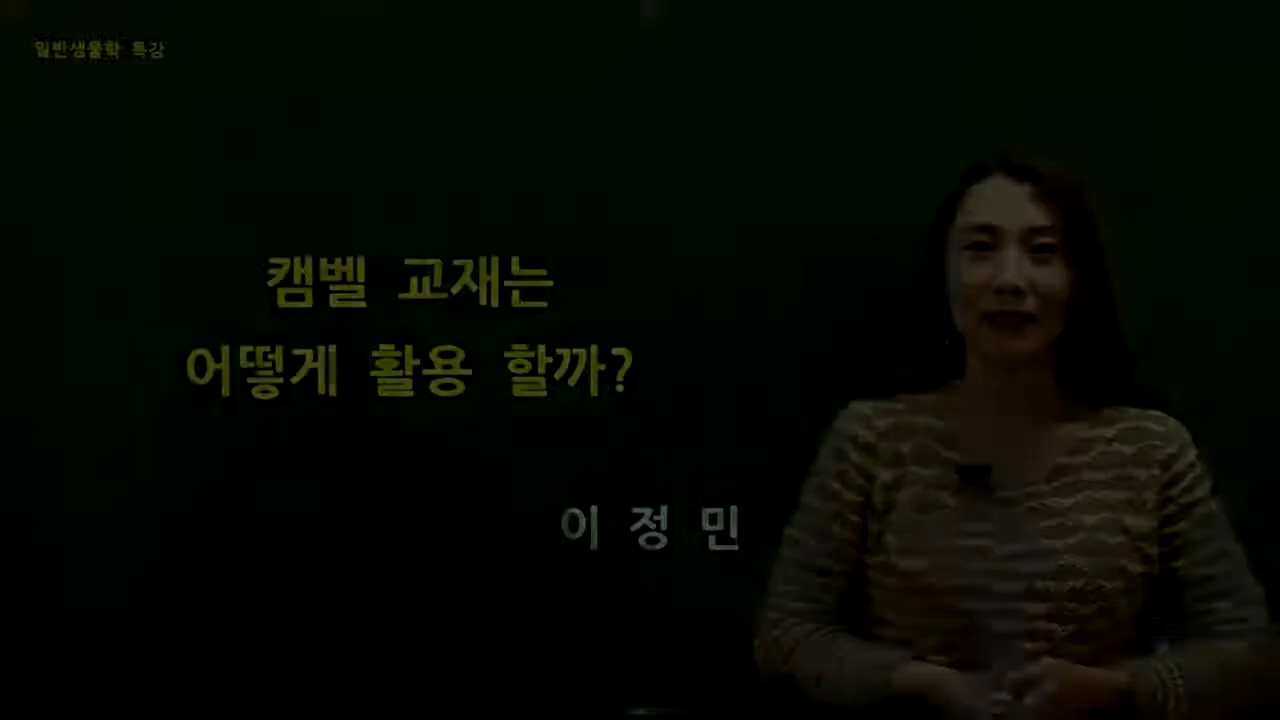 일반생물학 특강
캠벨 교재는
어떻게 활용 할까?
이 정 민